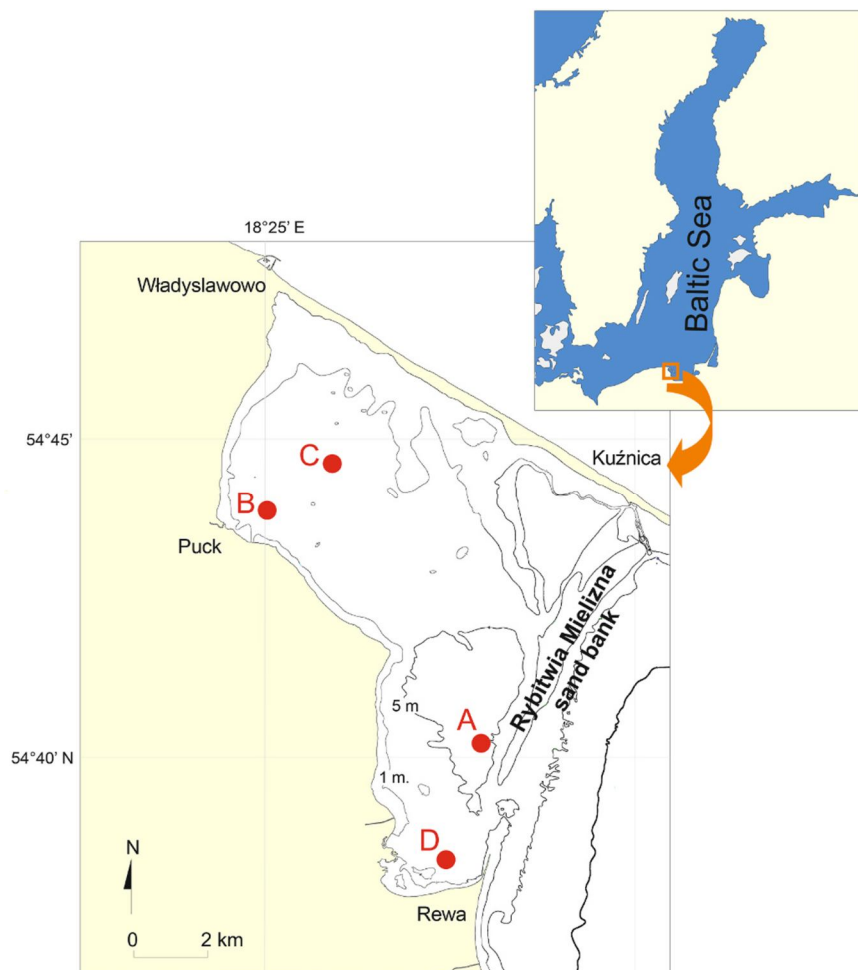 Baltic Sea
18°25’ E
Władyslawowo
54°45’
Kuźnica
C
B
Puck
Rybitwia Mielizna
sand bank
5 m
A
54°40’ N
1 m.
D
N
Rewa
0 2 km